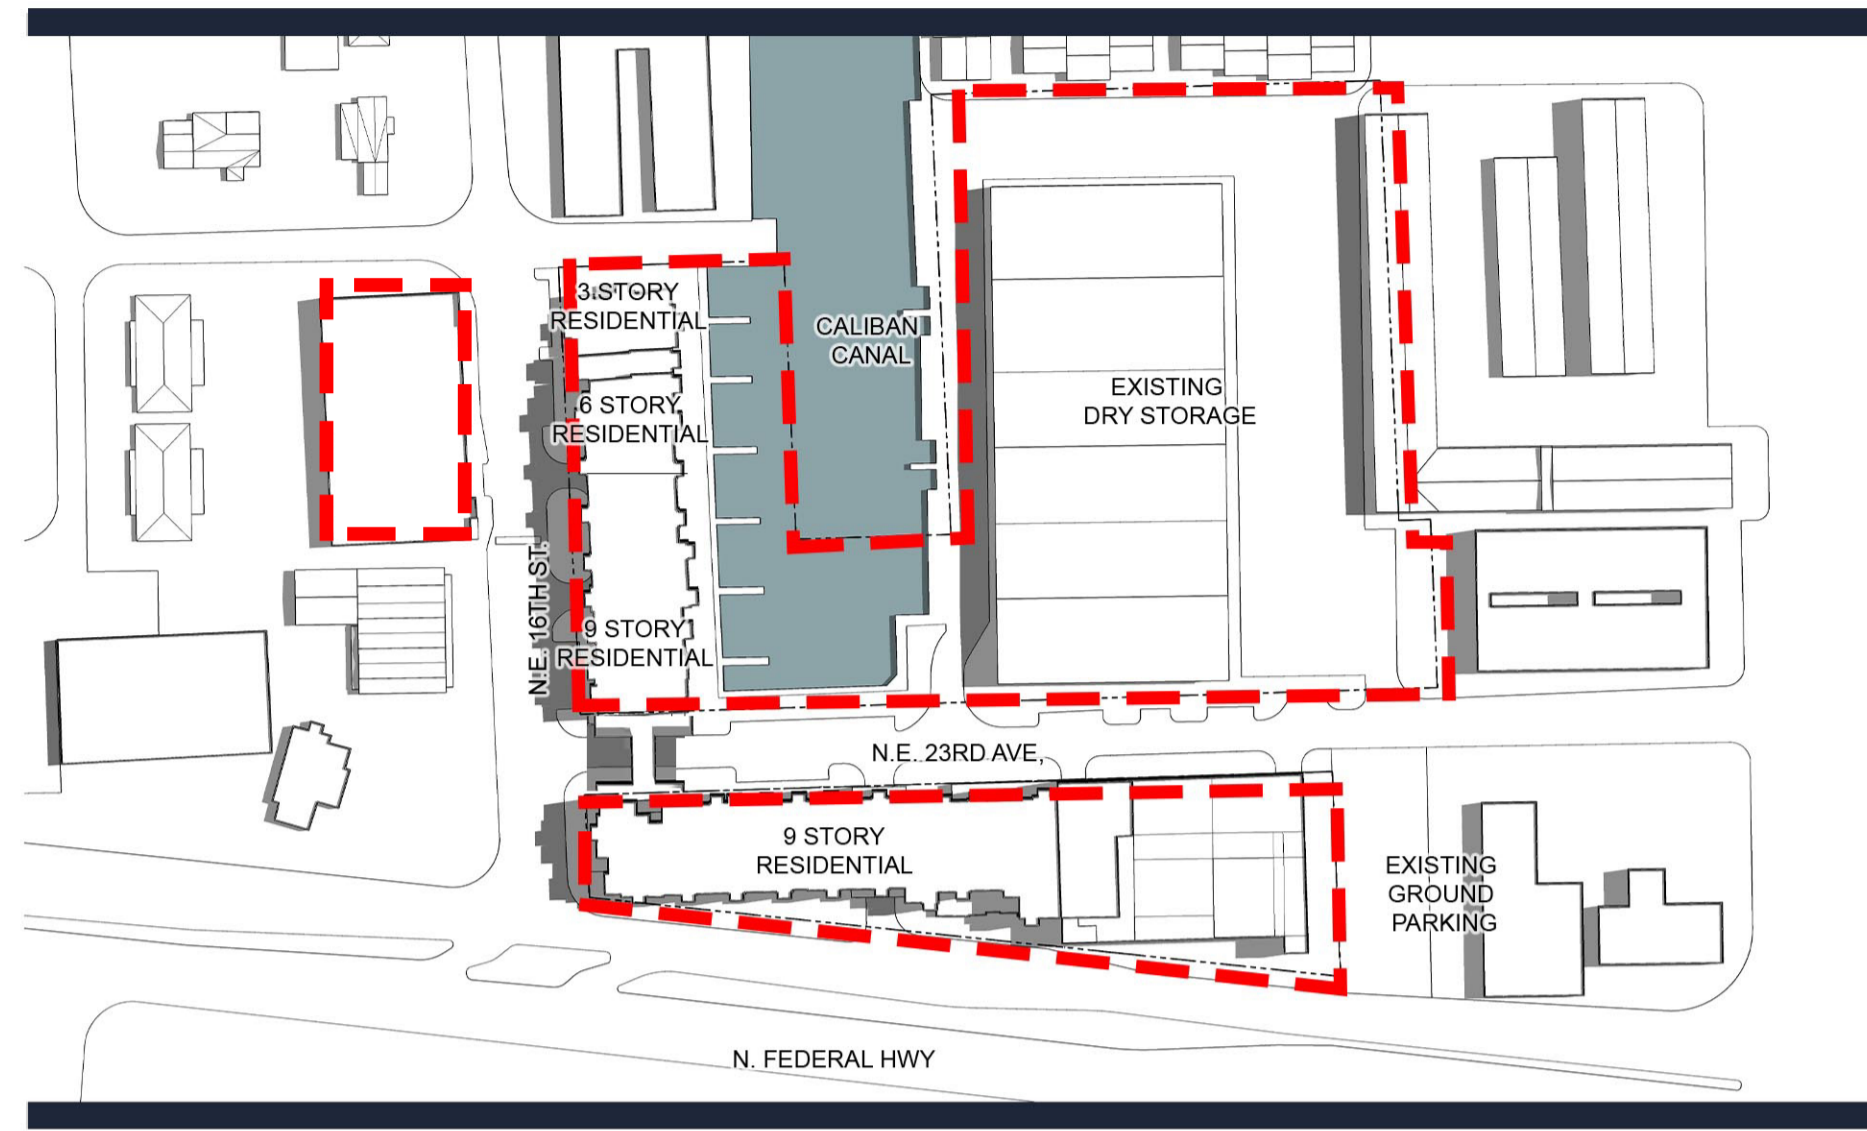 3 STORY
RESIDENTIAL
CALIBAN
CANAL
6 STORY
RESIDENTIAL
EXISTING
DRY STORAGE
N.E. 16TH ST.
9 STORY
RESIDENTIAL
N.E. 23RD AVE,
9 STORY
RESIDENTIAL
EXISTING
GROUND
PARKING
N. FEDERAL HWY